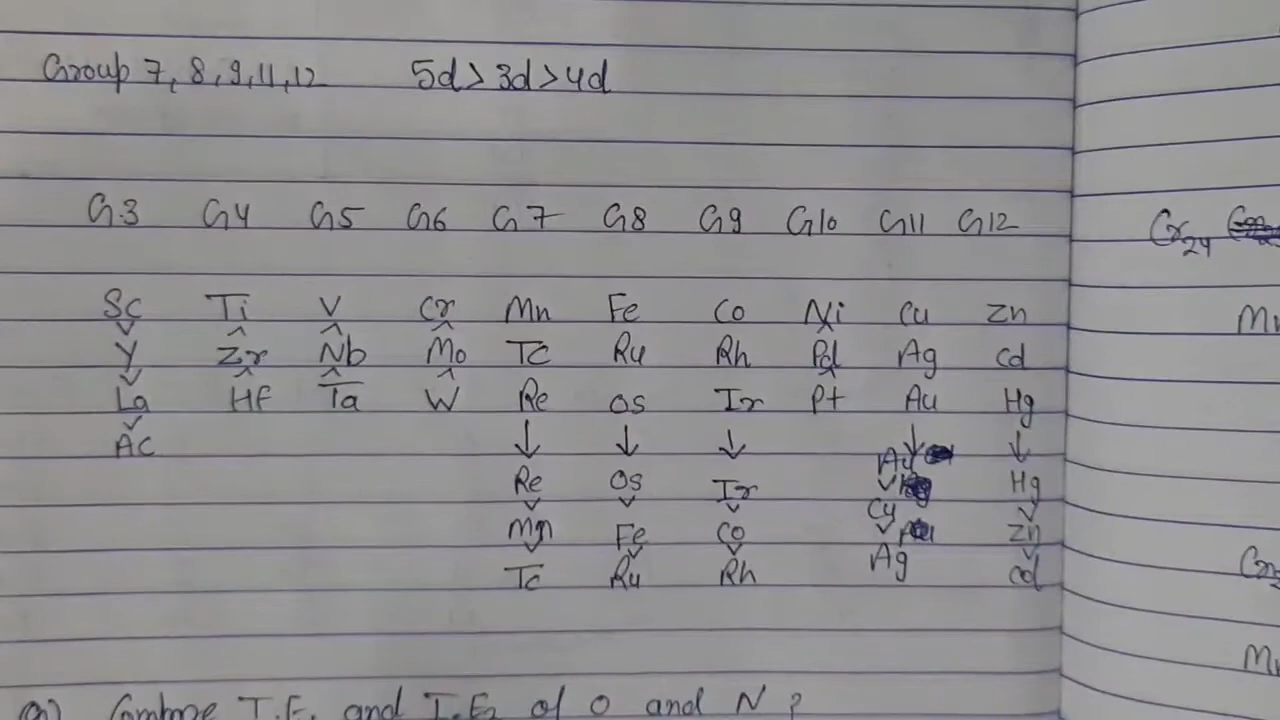 Group 7, 8, 9, 11, 12 5d > 3d > 4d
G3 G4 G5 G6 G7 G8 G9 G10 G11 G12
Cr24
Sc Ti V Cr Mn Fe Co Ni Cu Zn
> < < < <
Y Zr Nb Mo Tc Ru Rh Pd Ag Cd
> < < < <
La Hf Ta W Re Os Ir Pt Au Hg
> ↓ ↓ ↓ ↓ ↓
Ac Au
Re Os Ir > Hg
> > > Cu >
Mn Fe Co > Zn
> > > Ag >
Tc Ru Rh Cd
Q) Compare I.E1 and I.E2 of O and N ?